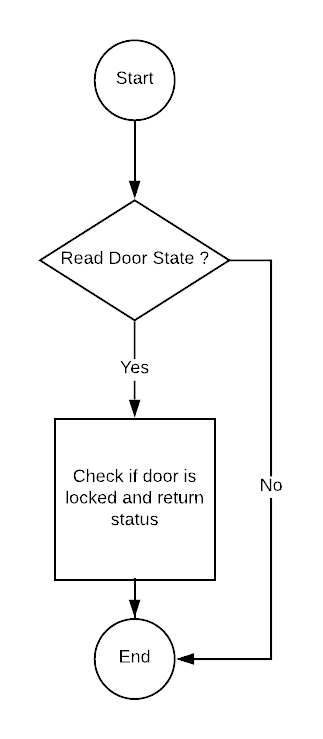 Start
Read Door State ?
Yes
Check if door is
locked and return
status
No
End